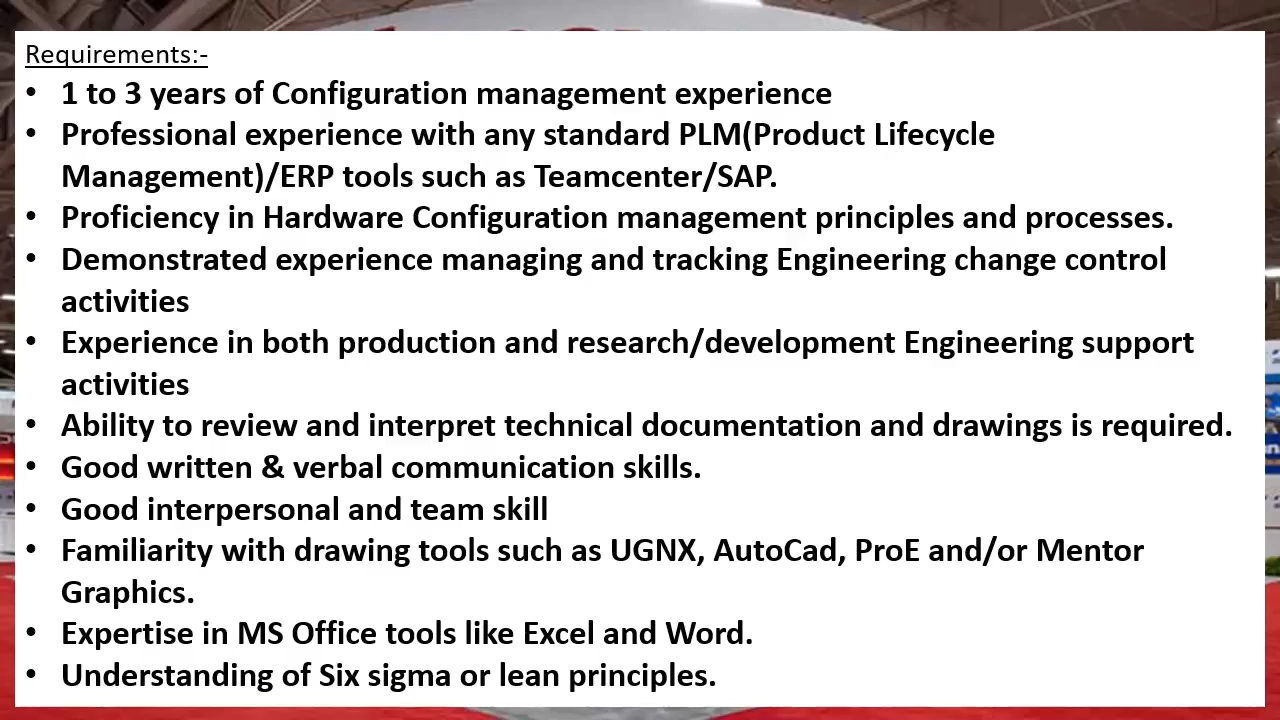 Requirements:-
• 1 to 3 years of Configuration management experience
• Professional experience with any standard PLM(Product Lifecycle
Management)/ERP tools such as Teamcenter/SAP.
• Proficiency in Hardware Configuration management principles and processes.
• Demonstrated experience managing and tracking Engineering change control
activities
• Experience in both production and research/development Engineering support
activities
• Ability to review and interpret technical documentation and drawings is required.
• Good written & verbal communication skills.
• Good interpersonal and team skill
• Familiarity with drawing tools such as UGNX, AutoCad, ProE and/or Mentor
Graphics.
• Expertise in MS Office tools like Excel and Word.
• Understanding of Six sigma or lean principles.